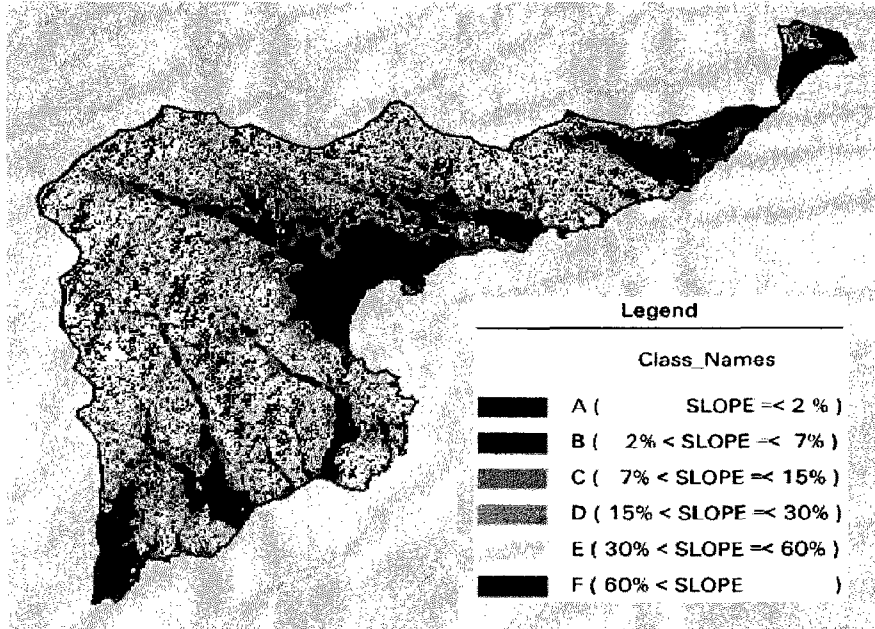 Legend
Class_Names
A ( SLOPE =< 2 % )
B ( 2% < SLOPE =< 7% )
C ( 7% < SLOPE =< 15% )
D ( 15% < SLOPE =< 30% )
E ( 30% < SLOPE =< 60% )
F ( 60% < SLOPE )